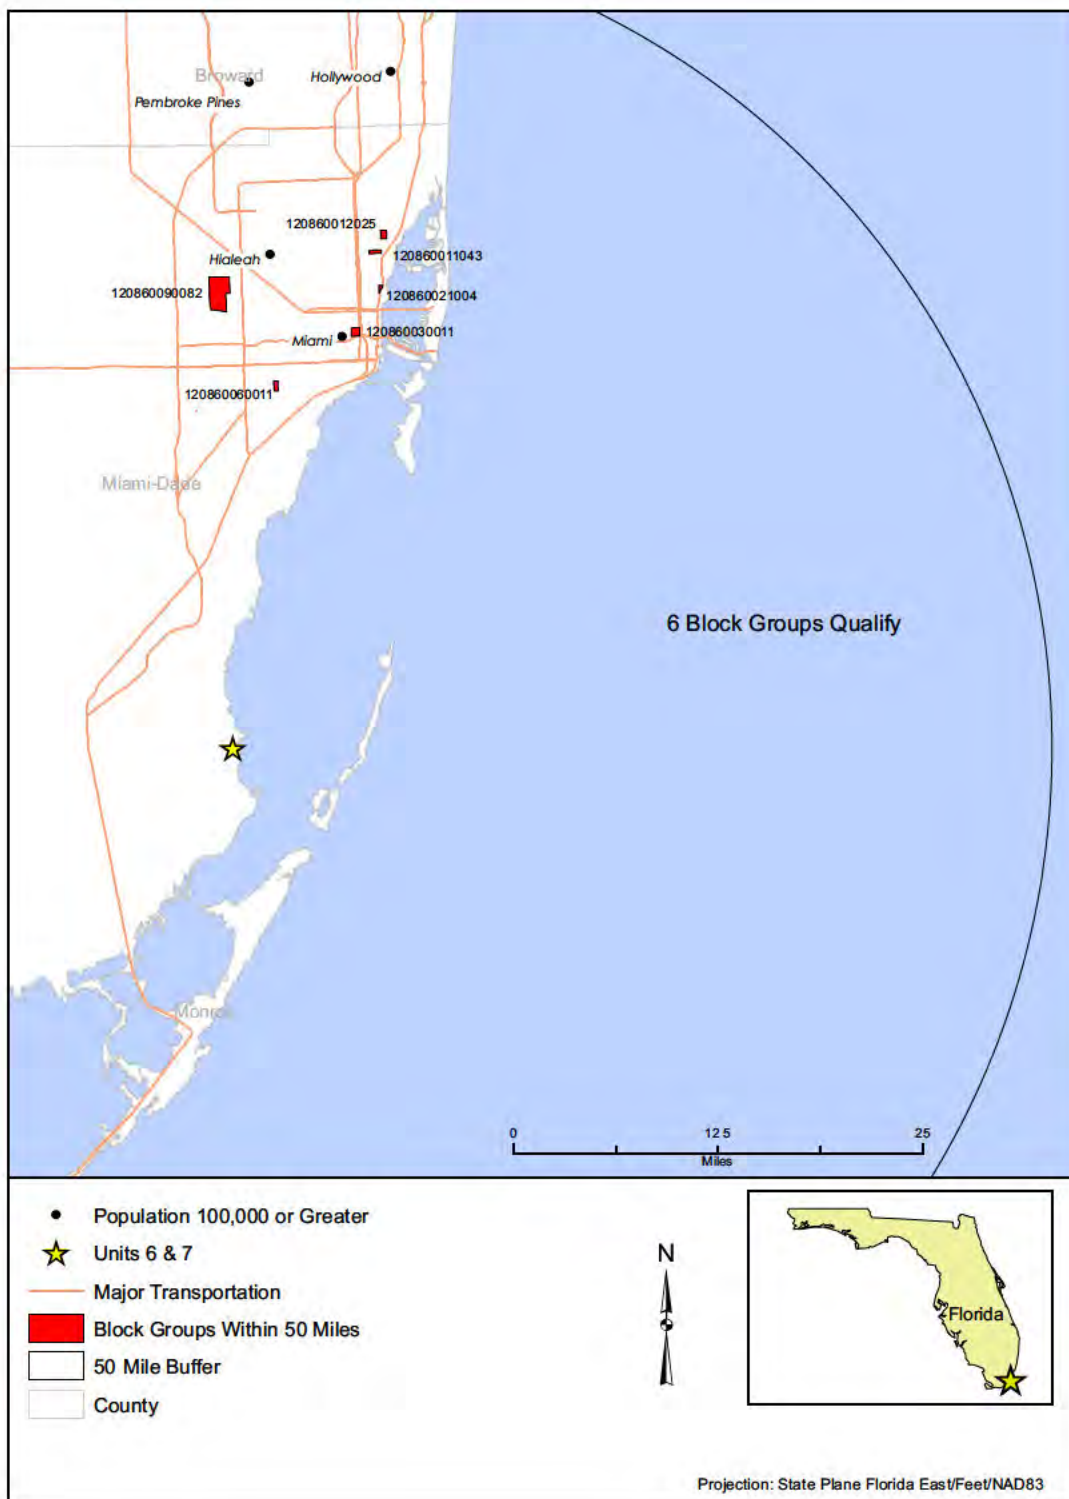 Broward
Hollywood
Pembroke Pines
120860012025
Hialeah
120860011043
120860090082
120860021004
Miami
120860030011
120860060011
Miami-Dade
6 Block Groups Qualify
Monroe
0 12.5 25
Miles
Population 100,000 or Greater
Units 6 & 7
Major Transportation
Block Groups Within 50 Miles
50 Mile Buffer
County
N
Florida
Projection: State Plane Florida East/Feet/NAD83